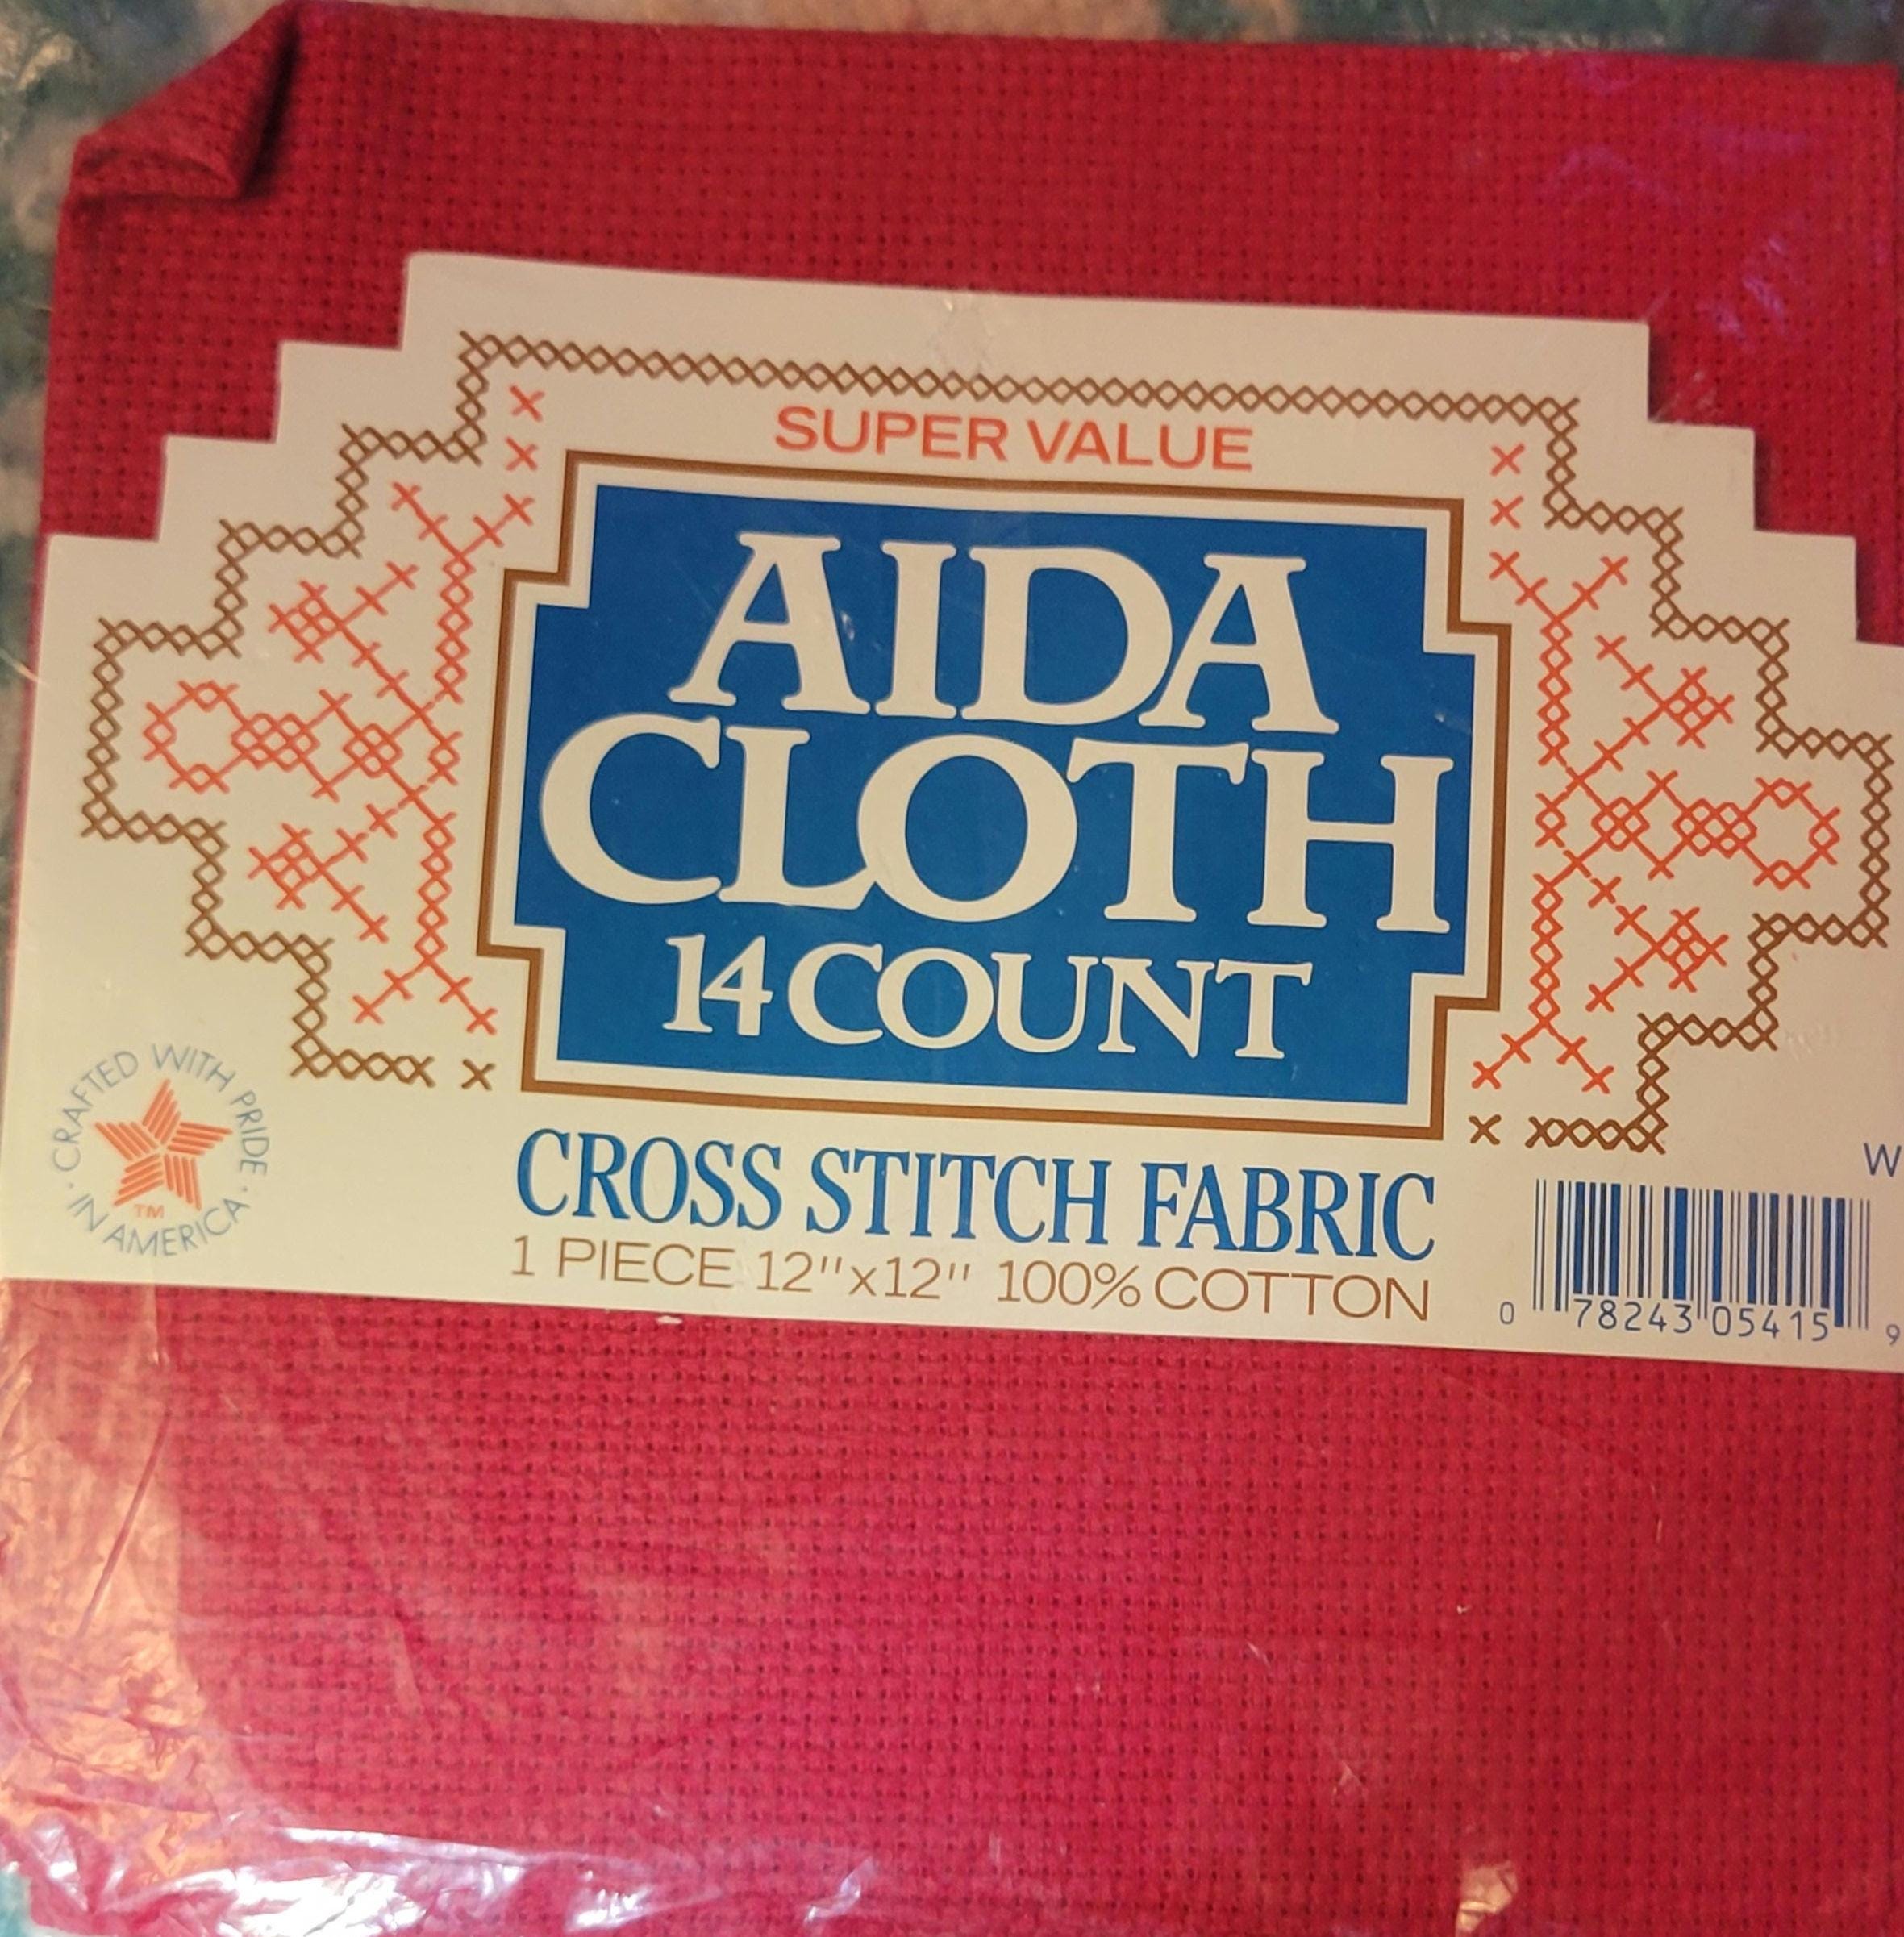 SUPER VALUE
AIDA
CLOTH
14 COUNT
CRAFTED WITH PRIDE
· IN AMERICA ·
TM
CROSS STITCH FABRIC
1 PIECE 12"x12" 100% COTTON
W
0 78243 05415 9